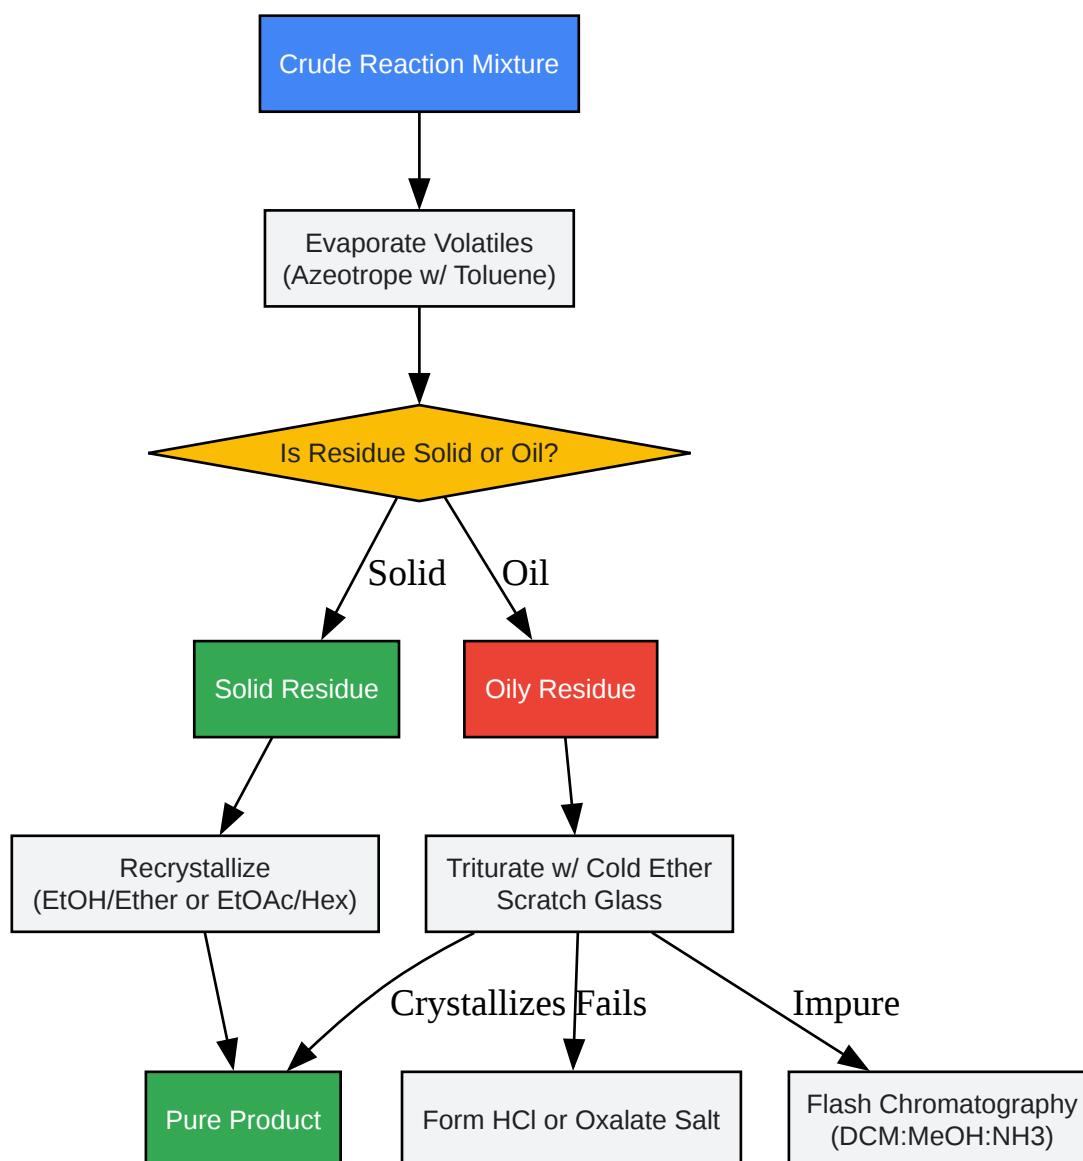 Crude Reaction Mixture
Evaporate Volatiles
(Azeotrope w/ Toluene)
Is Residue Solid or Oil?
Solid
Oil
Solid Residue
Oily Residue
Recrystallize
(EtOH/Ether or EtOAc/Hex)
Triturate w/ Cold Ether
Scratch Glass
Crystallizes
Fails
Impure
Pure Product
Form HCl or Oxalate Salt
Flash Chromatography
(DCM:MeOH:NH3)